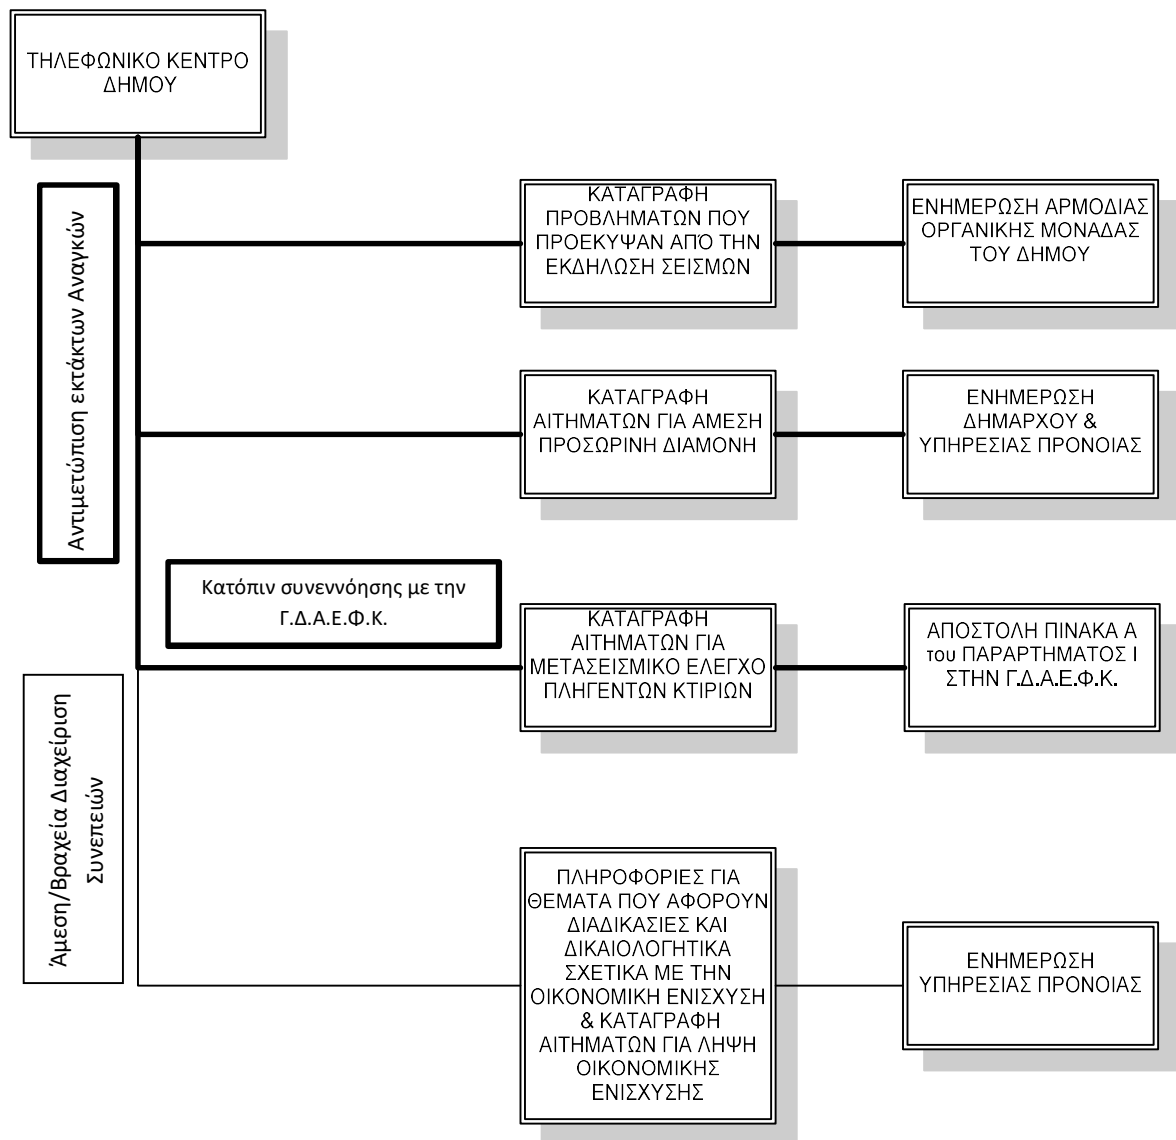 ΤΗΛΕΦΩΝΙΚΟ ΚΕΝΤΡΟ
ΔΗΜΟΥ
Αντιμετώπιση εκτάκτων Αναγκών
ΚΑΤΑΓΡΑΦΗ
ΠΡΟΒΛΗΜΑΤΩΝ ΠΟΥ
ΠΡΟΕΚΥΨΑΝ ΑΠΌ ΤΗΝ
ΕΚΔΗΛΩΣΗ ΣΕΙΣΜΩΝ
ΕΝΗΜΕΡΩΣΗ ΑΡΜΟΔΙΑΣ
ΟΡΓΑΝΙΚΗΣ ΜΟΝΑΔΑΣ
ΤΟΥ ΔΗΜΟΥ
ΚΑΤΑΓΡΑΦΗ
ΑΙΤΗΜΑΤΩΝ ΓΙΑ ΑΜΕΣΗ
ΠΡΟΣΩΡΙΝΗ ΔΙΑΜΟΝΗ
ΕΝΗΜΕΡΩΣΗ
ΔΗΜΑΡΧΟΥ &
ΥΠΗΡΕΣΙΑΣ ΠΡΟΝΟΙΑΣ
Κατόπιν συνεννόησης με την
Γ.Δ.Α.Ε.Φ.Κ.
ΚΑΤΑΓΡΑΦΗ
ΑΙΤΗΜΑΤΩΝ ΓΙΑ
ΜΕΤΑΣΕΙΣΜΙΚΟ ΕΛΕΓΧΟ
ΠΛΗΓΕΝΤΩΝ ΚΤΙΡΙΩΝ
ΑΠΟΣΤΟΛΗ ΠΙΝΑΚΑ Α
του ΠΑΡΑΡΤΗΜΑΤΟΣ Ι
ΣΤΗΝ Γ.Δ.Α.Ε.Φ.Κ.
Άμεση/Βραχεία Διαχείριση
Συνεπειών
ΠΛΗΡΟΦΟΡΙΕΣ ΓΙΑ
ΘΕΜΑΤΑ ΠΟΥ ΑΦΟΡΟΥΝ
ΔΙΑΔΙΚΑΣΙΕΣ ΚΑΙ
ΔΙΚΑΙΟΛΟΓΗΤΙΚΑ
ΣΧΕΤΙΚΑ ΜΕ ΤΗΝ
ΟΙΚΟΝΟΜΙΚΗ ΕΝΙΣΧΥΣΗ
& ΚΑΤΑΓΡΑΦΗ
ΑΙΤΗΜΑΤΩΝ ΓΙΑ ΛΗΨΗ
ΟΙΚΟΝΟΜΙΚΗΣ
ΕΝΙΣΧΥΣΗΣ
ΕΝΗΜΕΡΩΣΗ
ΥΠΗΡΕΣΙΑΣ ΠΡΟΝΟΙΑΣ